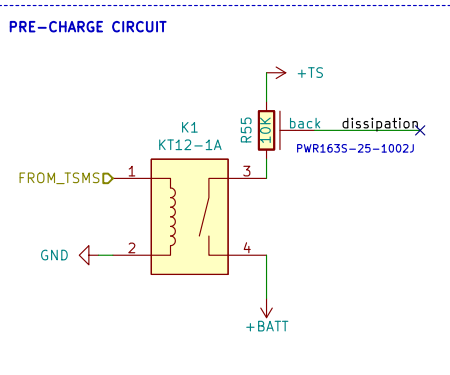 PRE-CHARGE CIRCUIT
+TS
R55
10K
back
dissipation
PWR163S-25-1002J
K1
KT12-1A
FROM_TSMS
1
3
GND
2
4
+BATT